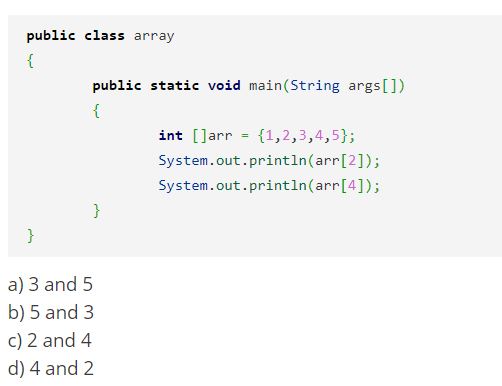 public class array
{
public static void main(String args[])
{
int []arr = {1,2,3,4,5};
System.out.println(arr[2]);
System.out.println(arr[4]);
}
}
a) 3 and 5
b) 5 and 3
c) 2 and 4
d) 4 and 2